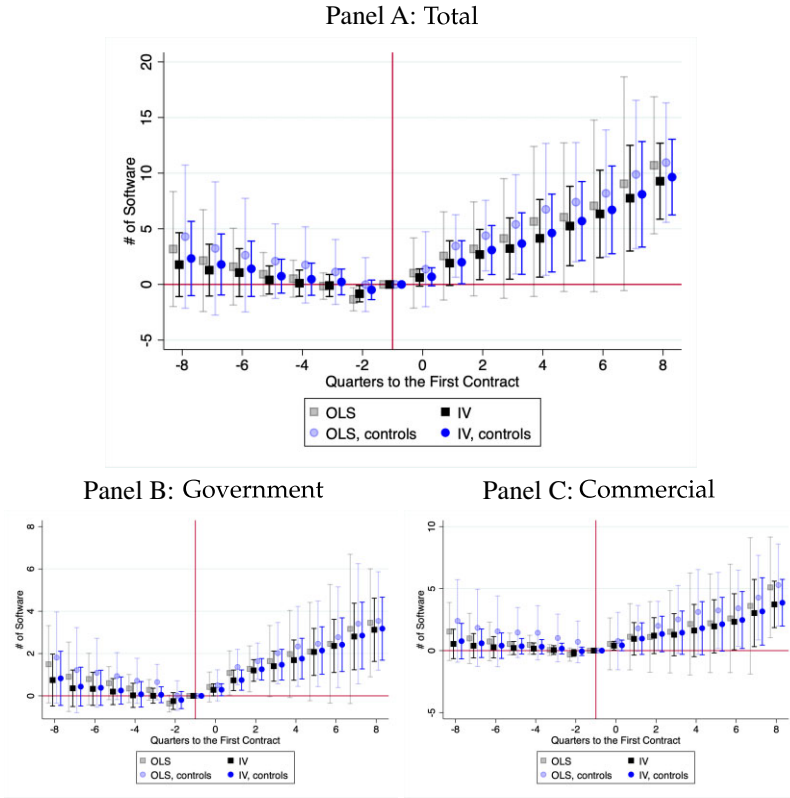 Panel A: Total
20
15
10
5
0
-5
# of Software
-8 -6 -4 -2 0 2 4 6 8
Quarters to the First Contract
OLS IV
OLS, controls IV, controls
Panel B: Government
8
6
4
2
0
# of Software
-8 -6 -4 -2 0 2 4 6 8
Quarters to the First Contract
OLS IV
OLS, controls IV, controls
Panel C: Commercial
10
5
0
-5
# of Software
-8 -6 -4 -2 0 2 4 6 8
Quarters to the First Contract
OLS IV
OLS, controls IV, controls